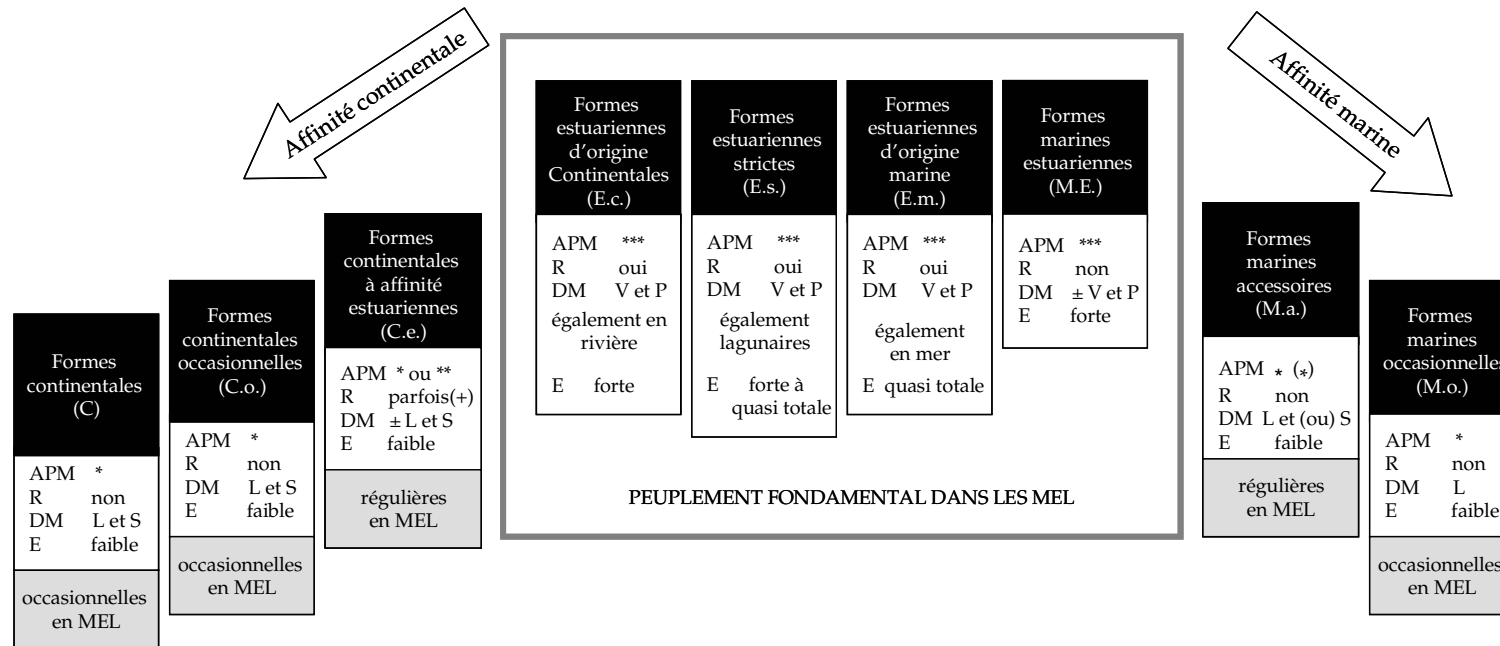 Affinité continentale
Affinité marine
Formes
continentales
(C)
APM *
R non
DM L et S
E faible
occasionnelles
en MEL
Formes
continentales
occasionnelles
(C.o.)
APM *
R non
DM L et S
E faible
occasionnelles
en MEL
Formes
continentales
à affinité
estuariennes
(C.e.)
APM * ou **
R parfois(+)
DM ± L et S
E faible
régulières
en MEL
Formes
estuariennes
d'origine
Continentales
(E.c.)
APM ***
R oui
DM V et P
également en
rivière
E forte
Formes
estuariennes
strictes
(E.s.)
APM ***
R oui
DM V et P
également
lagunaires
E forte à
quasi totale
Formes
estuariennes
d'origine
marine
(E.m.)
APM ***
R oui
DM V et P
également
en mer
E quasi totale
Formes
marines
estuariennes
(M.E.)
APM ***
R non
DM ± V et P
E forte
PEUPLEMENT FONDAMENTAL DANS LES MEL
Formes
marines
accessoires
(M.a.)
APM * (*)
R non
DM L et (ou) S
E faible
régulières
en MEL
Formes
marines
occasionnelles
(M.o.)
APM *
R non
DM L
E faible
occasionnelles
en MEL